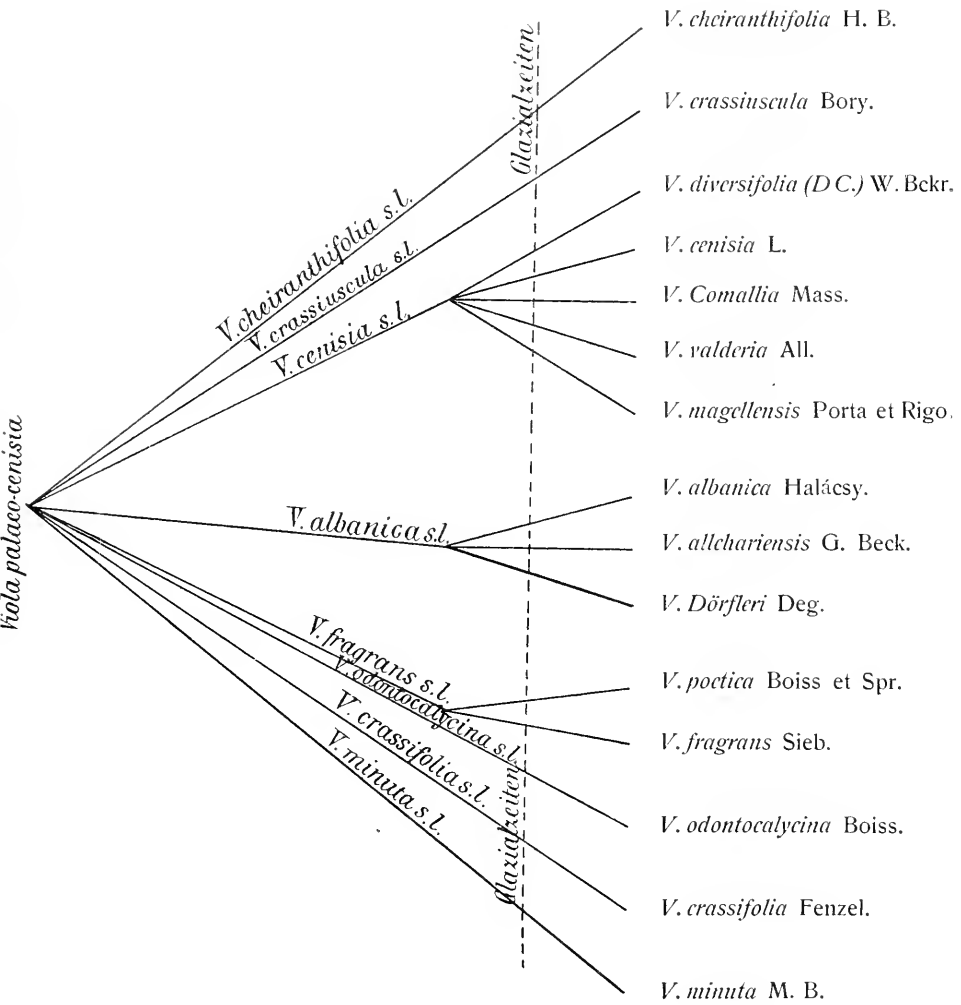 V. cheiranthifolia H. B.
V. crassiuscula Bory.
V. diversifolia (DC.) W. Bckr.
V. cenisia L.
V. Comallia Mass.
V. valderia All.
V. magellensis Porta et Rigo.
V. albanica Halácsy.
V. allchariensis G. Beck.
V. Dörfleri Deg.
V. poetica Boiss et Spr.
V. fragrans Sieb.
V. odontocalycina Boiss.
V. crassifolia Fenzel.
V. minuta M. B.
Glazialzeiten
V. cheiranthifolia s.l.
V. crassiuscula s.l.
V. cenisia s.l.
Viola palaeo-cenisia
V. albanica s.l.
V. fragrans s.l.
V. odontocalycina s.l.
V. crassifolia s.l.
V. minuta s.l.
Glazialzeiten